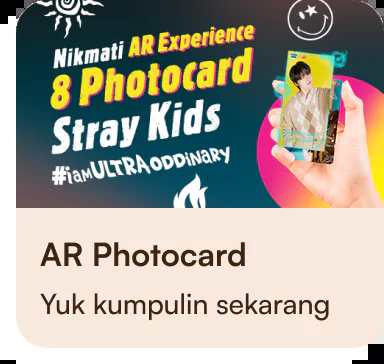 Nikmati AR Experience
8 Photocard
Stray Kids
#iamULTRAODDINARY
AR Photocard
Yuk kumpulin sekarang